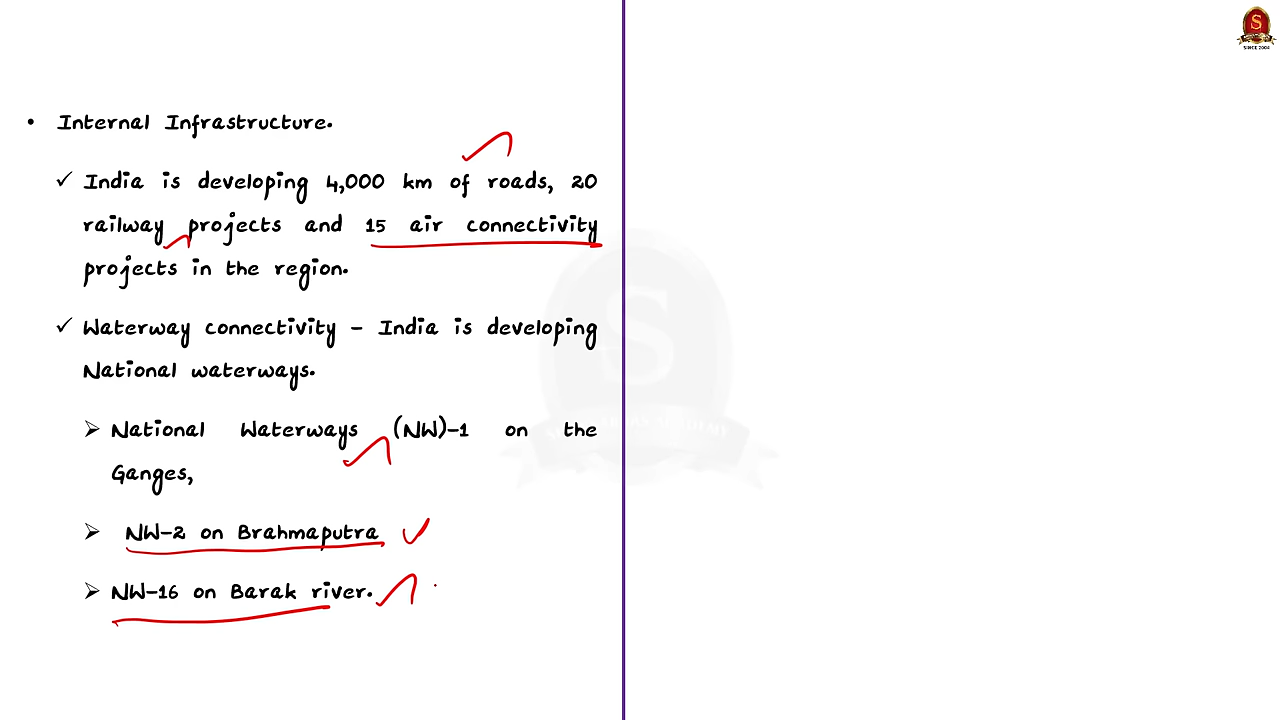 • Internal Infrastructure.
✓ India is developing 4,000 km of roads, 20
railway projects and 15 air connectivity
projects in the region.
✓ Waterway connectivity – India is developing
National waterways.
➢ National Waterways (NW)-1 on the
Ganges,
➢ NW-2 on Brahmaputra
➢ NW-16 on Barak river.
S
SINCE 2004